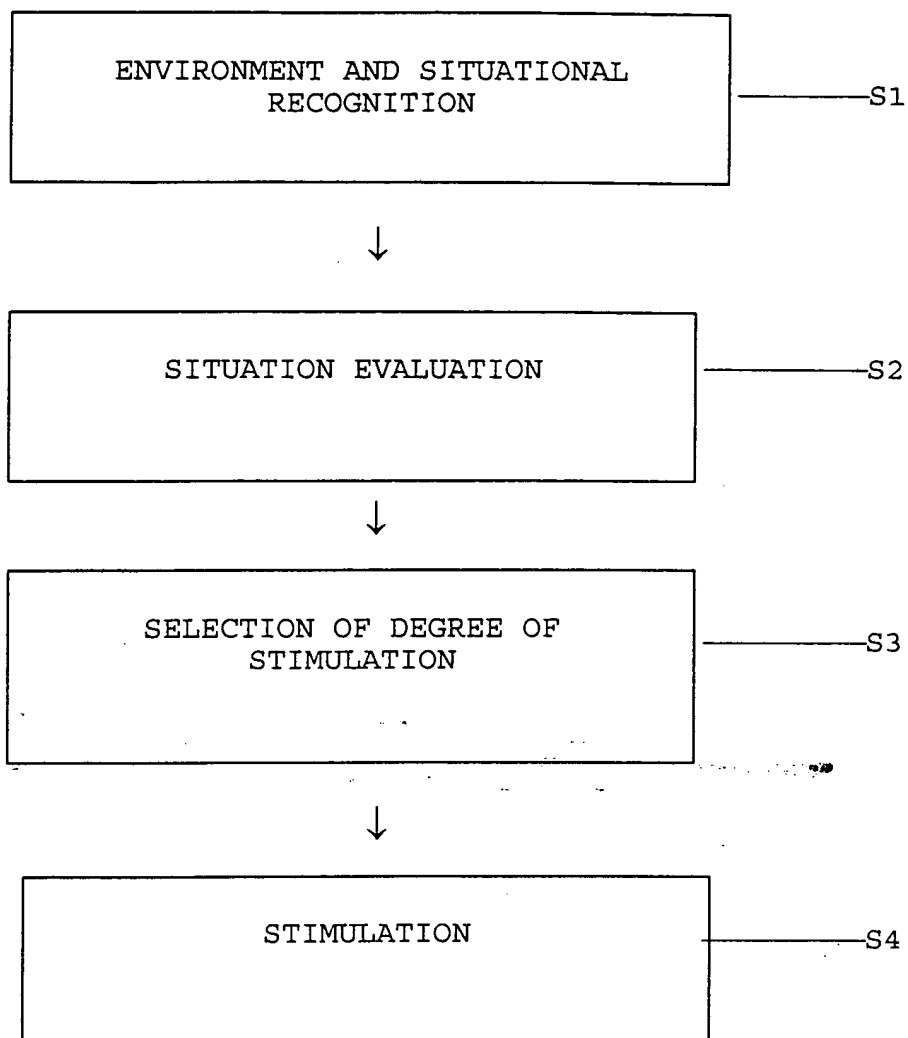 ENVIRONMENT AND SITUATIONAL
RECOGNITION
S1
↓
SITUATION EVALUATION
S2
↓
SELECTION OF DEGREE OF
STIMULATION
S3
↓
STIMULATION
S4